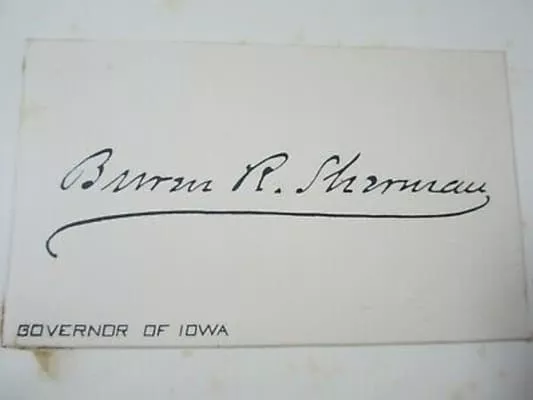 Buren R. Sherman
GOVERNOR OF IOWA